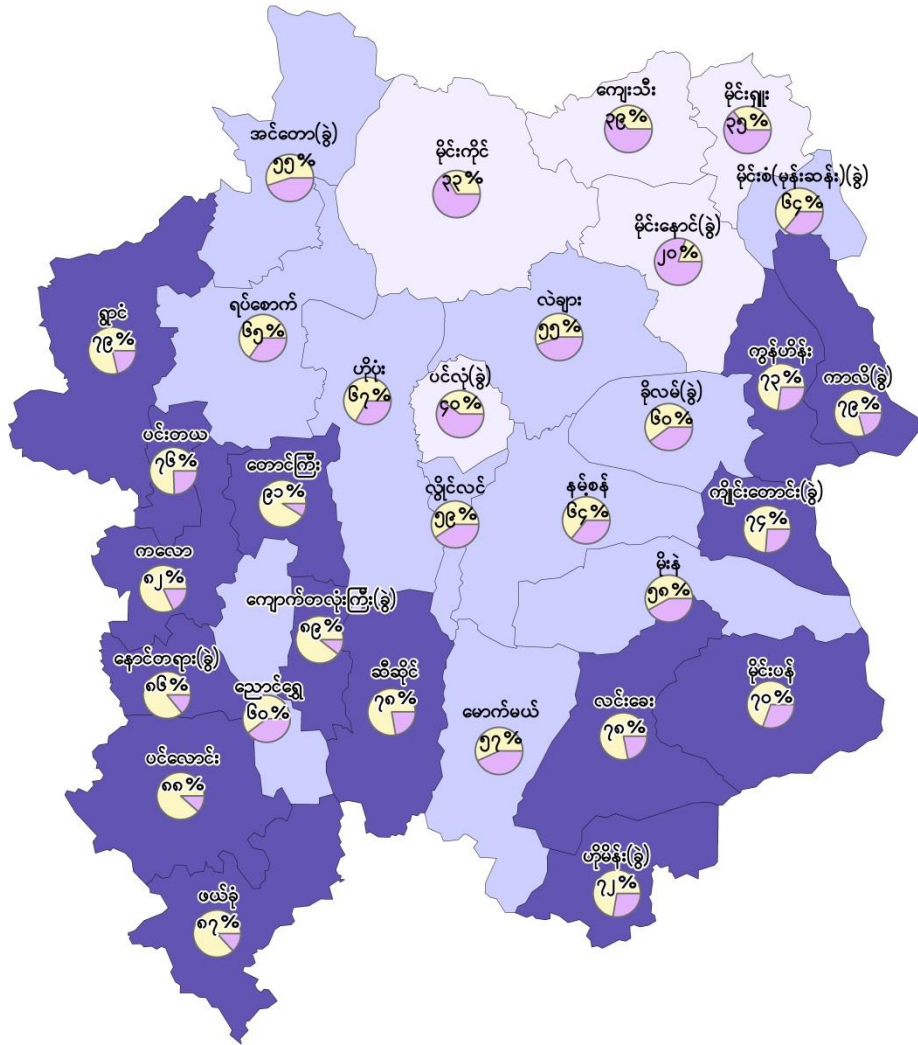 ကျေးသီး
၃၉%
မိုင်းရှူး
၃၅%
အင်တော(ခွဲ)
၅၅%
မိုင်းကိုင်
၃၃%
မိုင်းစံ(မုန်းဆန်း)(ခွဲ)
၆၄%
မိုင်းနောင်(ခွဲ)
၂၀%
ရွာငံ
၇၉%
ရပ်စောက်
၆၅%
လဲချား
၅၅%
ကွန်ဟိန်း
၇၃%
ဟိုပုံး
၆၇%
ပင်လုံ(ခွဲ)
၄၀%
ခိုလမ်(ခွဲ)
၆၀%
ကာလိ(ခွဲ)
၇၉%
ပင်းတယ
၇၆%
တောင်ကြီး
၉၁%
လွိုင်လင်
၅၉%
နမ့်စန်
၆၄%
ကျိုင်းတောင်း(ခွဲ)
၇၄%
ကလော
၈၂%
ကျောက်တလုံးကြီး(ခွဲ)
၈၉%
မိုးနဲ
၅၈%
နောင်တရား(ခွဲ)
၈၆%
ညောင်ရွှေ
၆၀%
ဆီဆိုင်
၇၈%
မောက်မယ်
၅၇%
လင်းခေး
၇၈%
မိုင်းပန်
၇၀%
ပင်လောင်း
၈၈%
ဟိုမိန်း(ခွဲ)
၇၂%
ဖယ်ခုံ
၈၇%